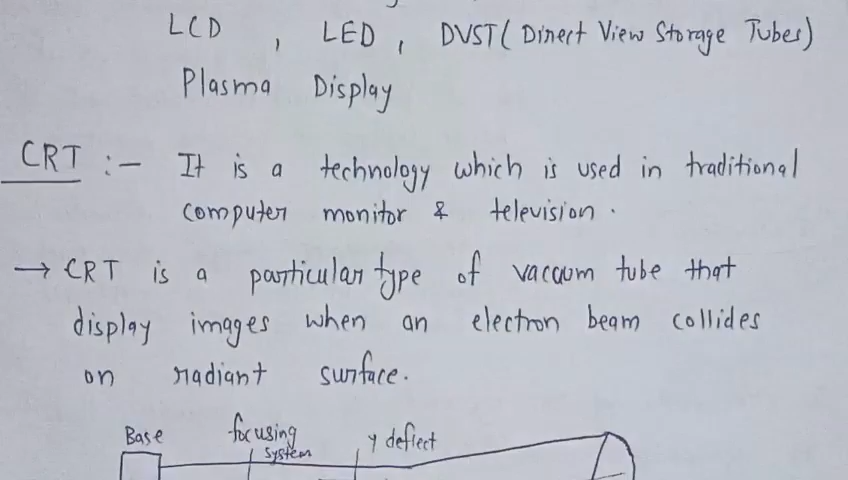 LCD , LED , DVST ( Direct View Storage Tubes)
Plasma Display
CRT :- It is a technology which is used in traditional
computer monitor & television .
→ CRT is a particular type of vaccum tube that
display images when an electron beam collides
on radiant surface.
Base focusing system y deflect